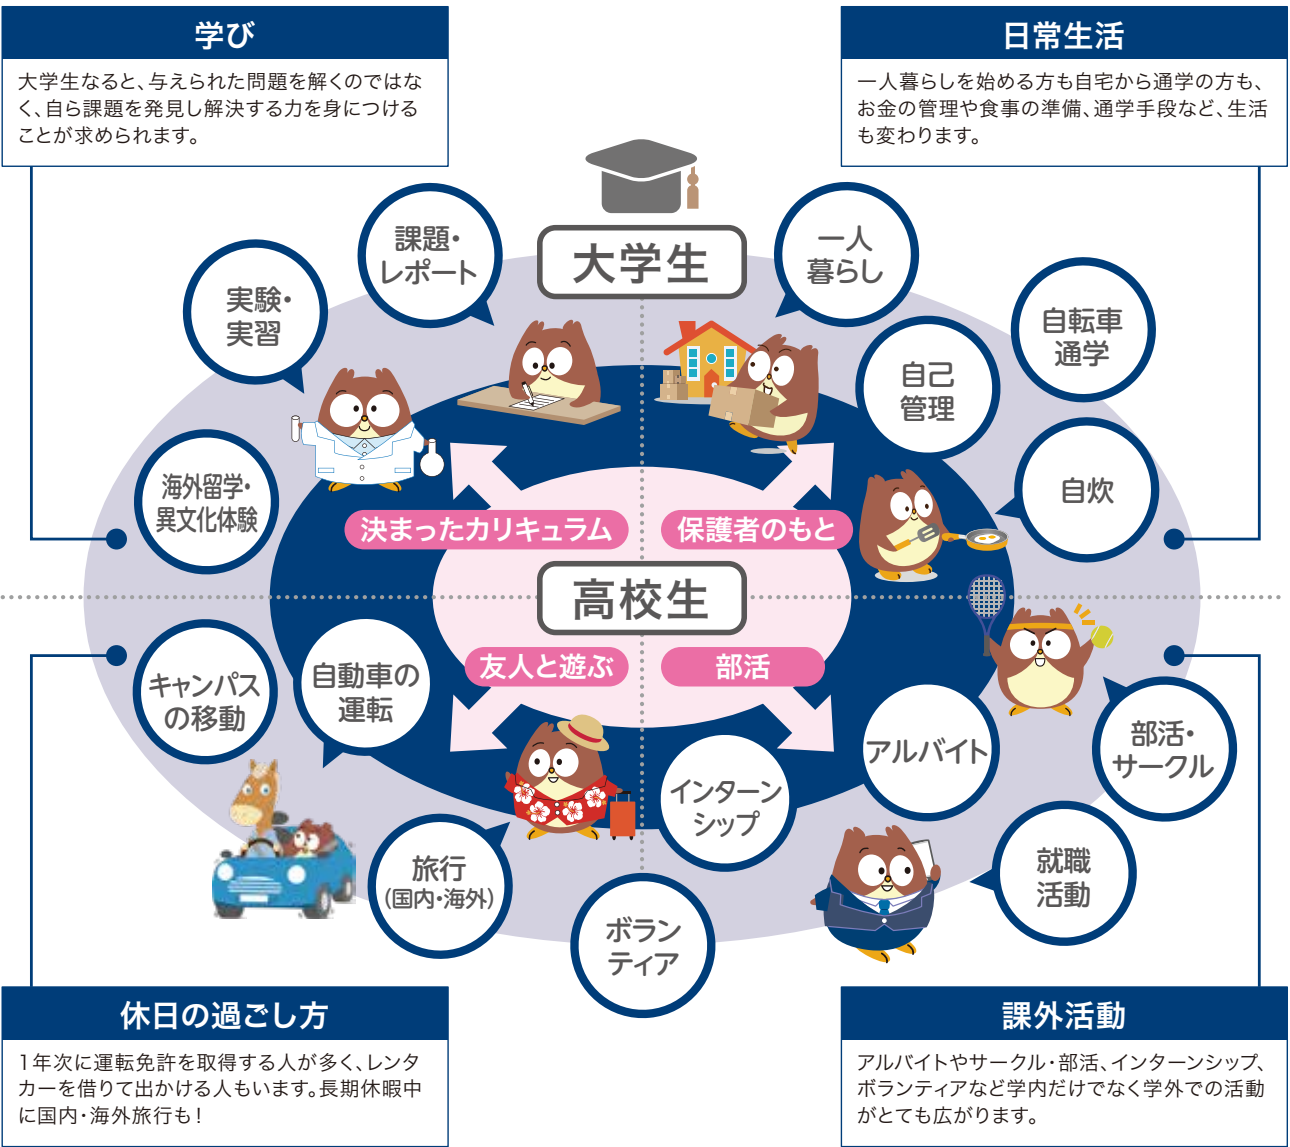 学び
大学生なると、与えられた問題を解くのではな
く、自ら課題を発見し解決する力を身につける
ことが求められます。
日常生活
一人暮らしを始める方も自宅から通学の方も、
お金の管理や食事の準備、通学手段など、生活
も変わります。
大学生
課題・
レポート
実験・
実習
海外留学・
異文化体験
一人
暮らし
自転車
通学
自己
管理
自炊
決まったカリキュラム
保護者のもと
高校生
友人と遊ぶ
部活
キャンパス
の移動
自動車の
運転
旅行
(国内・海外)
ボラン
ティア
インターン
シップ
アルバイト
部活・
サークル
就職
活動
休日の過ごし方
1年次に運転免許を取得する人が多く、レンタ
カーを借りて出かける人もいます。長期休暇中
に国内・海外旅行も！
課外活動
アルバイトやサークル・部活、インターンシップ、
ボランティアなど学内だけでなく学外での活動
がとても広がります。